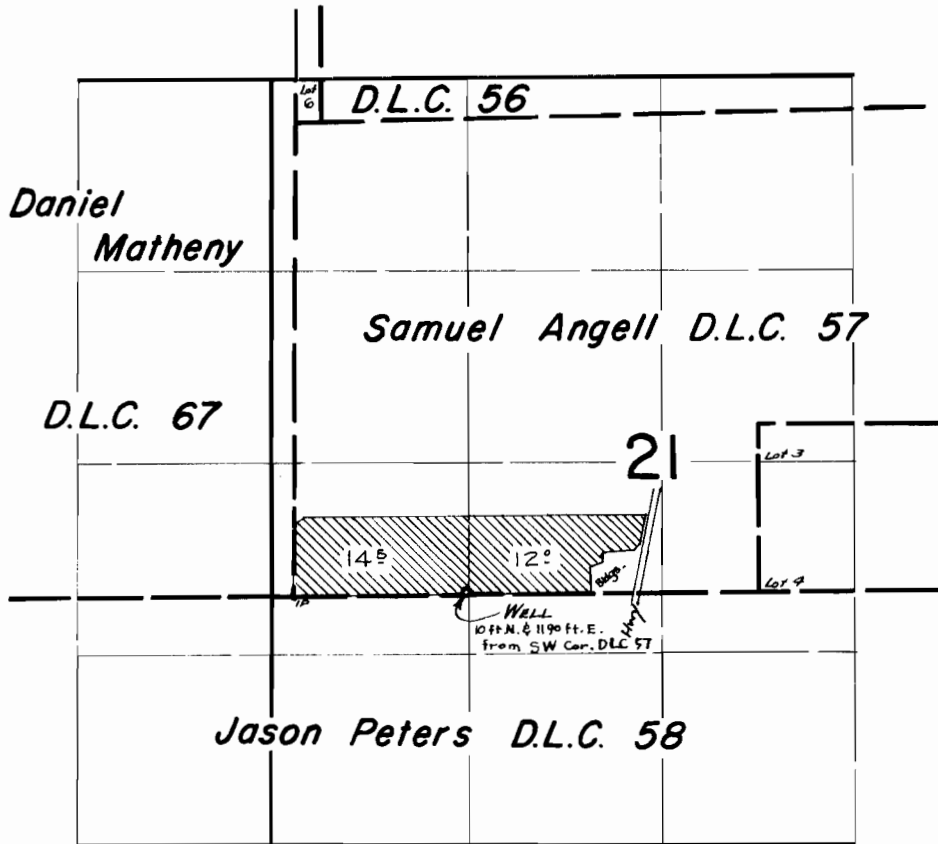 Lot
6
D.L.C. 56
Daniel
Matheny
Samuel Angell D.L.C. 57
D.L.C. 67
21
Lot 3
14.5
12.0
Bldgs.
Lot 4
IP
WELL
10 ft N. & 1190 ft. E.
from SW Cor. DLC 57
Hwy
Jason Peters D.L.C. 58